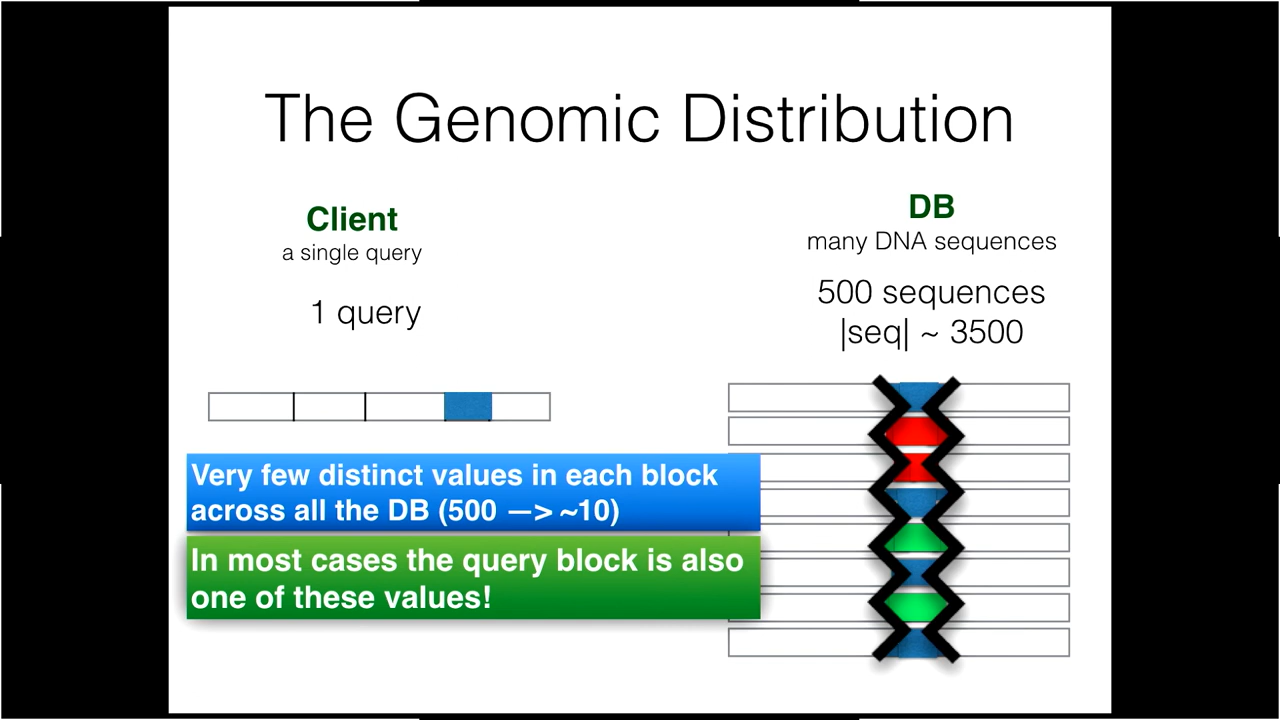 The Genomic Distribution
Client
a single query
1 query
DB
many DNA sequences
500 sequences
|seq| ~ 3500
Very few distinct values in each block
across all the DB (500 —> ~10)
In most cases the query block is also
one of these values!